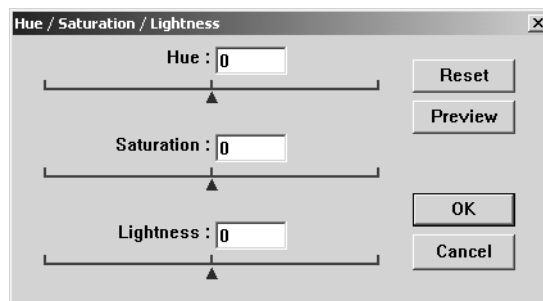 Hue / Saturation / Lightness
Hue : 0
Reset
Preview
Saturation : 0
Lightness : 0
OK
Cancel